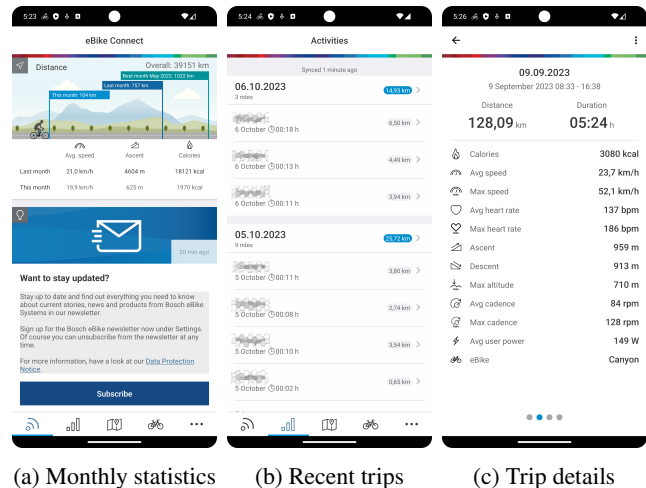 5:23
eBike Connect
Distance
Overall: 39151 km
Best month May 2022: 1022 km
Last month: 757 km
This month: 104 km
Avg. speed Ascent Calories
Last month 21,0 km/h 4604 m 18121 kcal
This month 19,9 km/h 625 m 1970 kcal
30 min ago
Want to stay updated?
Stay up to date and find out everything you need to know
about current stories, news and products from Bosch eBike
Systems in our newsletter.
Sign up for the Bosch eBike newsletter now under Settings.
Of course you can unsubscribe from the newsletter at any
time.
For more information, have a look at our Data Protection
Notice.
Subscribe
(a) Monthly statistics
5:24
Activities
Synced 1 minute ago
06.10.2023
3 rides
14,93 km
6,50 km
6 October 00:18 h
4,49 km
6 October 00:13 h
3,94 km
6 October 00:11 h
05.10.2023
9 rides
25,72 km
3,80 km
5 October 00:11 h
2,74 km
5 October 00:08 h
3,54 km
5 October 00:10 h
0,65 km
5 October 00:02 h
(b) Recent trips
5:26
09.09.2023
9 September 2023 08:33 - 16:38
Distance Duration
128,09 km 05:24 h
Calories 3080 kcal
Avg speed 23,7 km/h
Max speed 52,1 km/h
Avg heart rate 137 bpm
Max heart rate 186 bpm
Ascent 959 m
Descent 913 m
Max altitude 710 m
Avg cadence 84 rpm
Max cadence 128 rpm
Avg user power 149 W
eBike Canyon
(c) Trip details